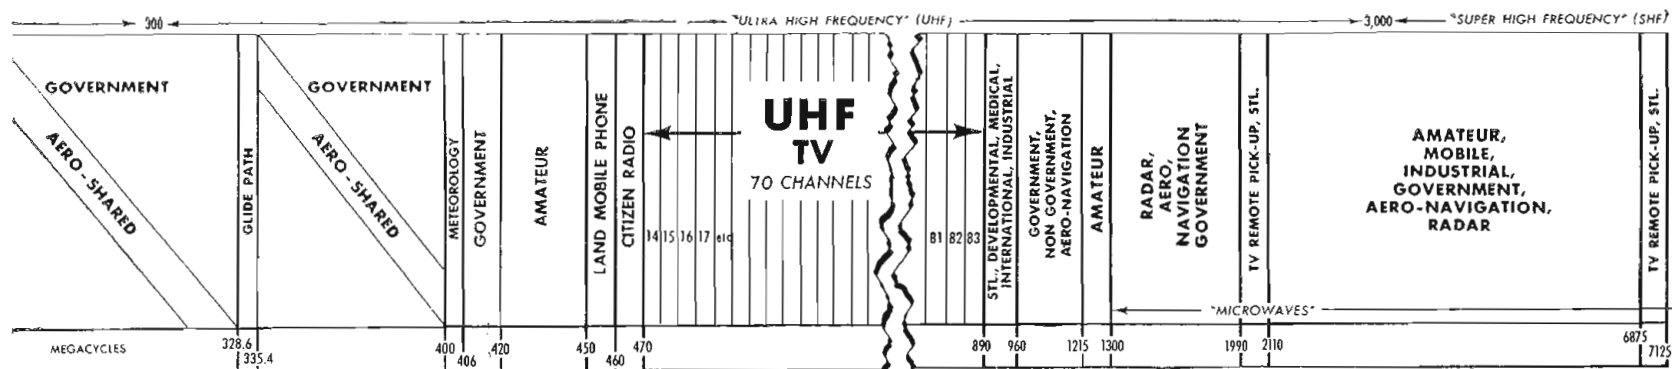 300 "ULTRA HIGH FREQUENCY" (UHF) 3,000 "SUPER HIGH FREQUENCY" (SHF)
GOVERNMENT
AERO-SHARED
GLIDE PATH
GOVERNMENT
AERO-SHARED
METEOROLOGY
GOVERNMENT
AMATEUR
LAND MOBILE PHONE
CITIZEN RADIO
14 15 16 17 etc
UHF
TV
70 CHANNELS
81 82 83
STL., DEVELOPMENTAL, MEDICAL,
INTERNATIONAL, INDUSTRIAL
GOVERNMENT,
NON GOVERNMENT,
AERO-NAVIGATION
AMATEUR
RADAR,
AERO,
NAVIGATION
GOVERNMENT
TV REMOTE PICK-UP, STL.
AMATEUR,
MOBILE,
INDUSTRIAL,
GOVERNMENT,
AERO-NAVIGATION,
RADAR
TV REMOTE PICK-UP, STL.
"MICROWAVES"
MEGACYCLES
328.6
335.4
400
406
420
450
460
470
890
960
1215
1300
1990
2110
6875
7125